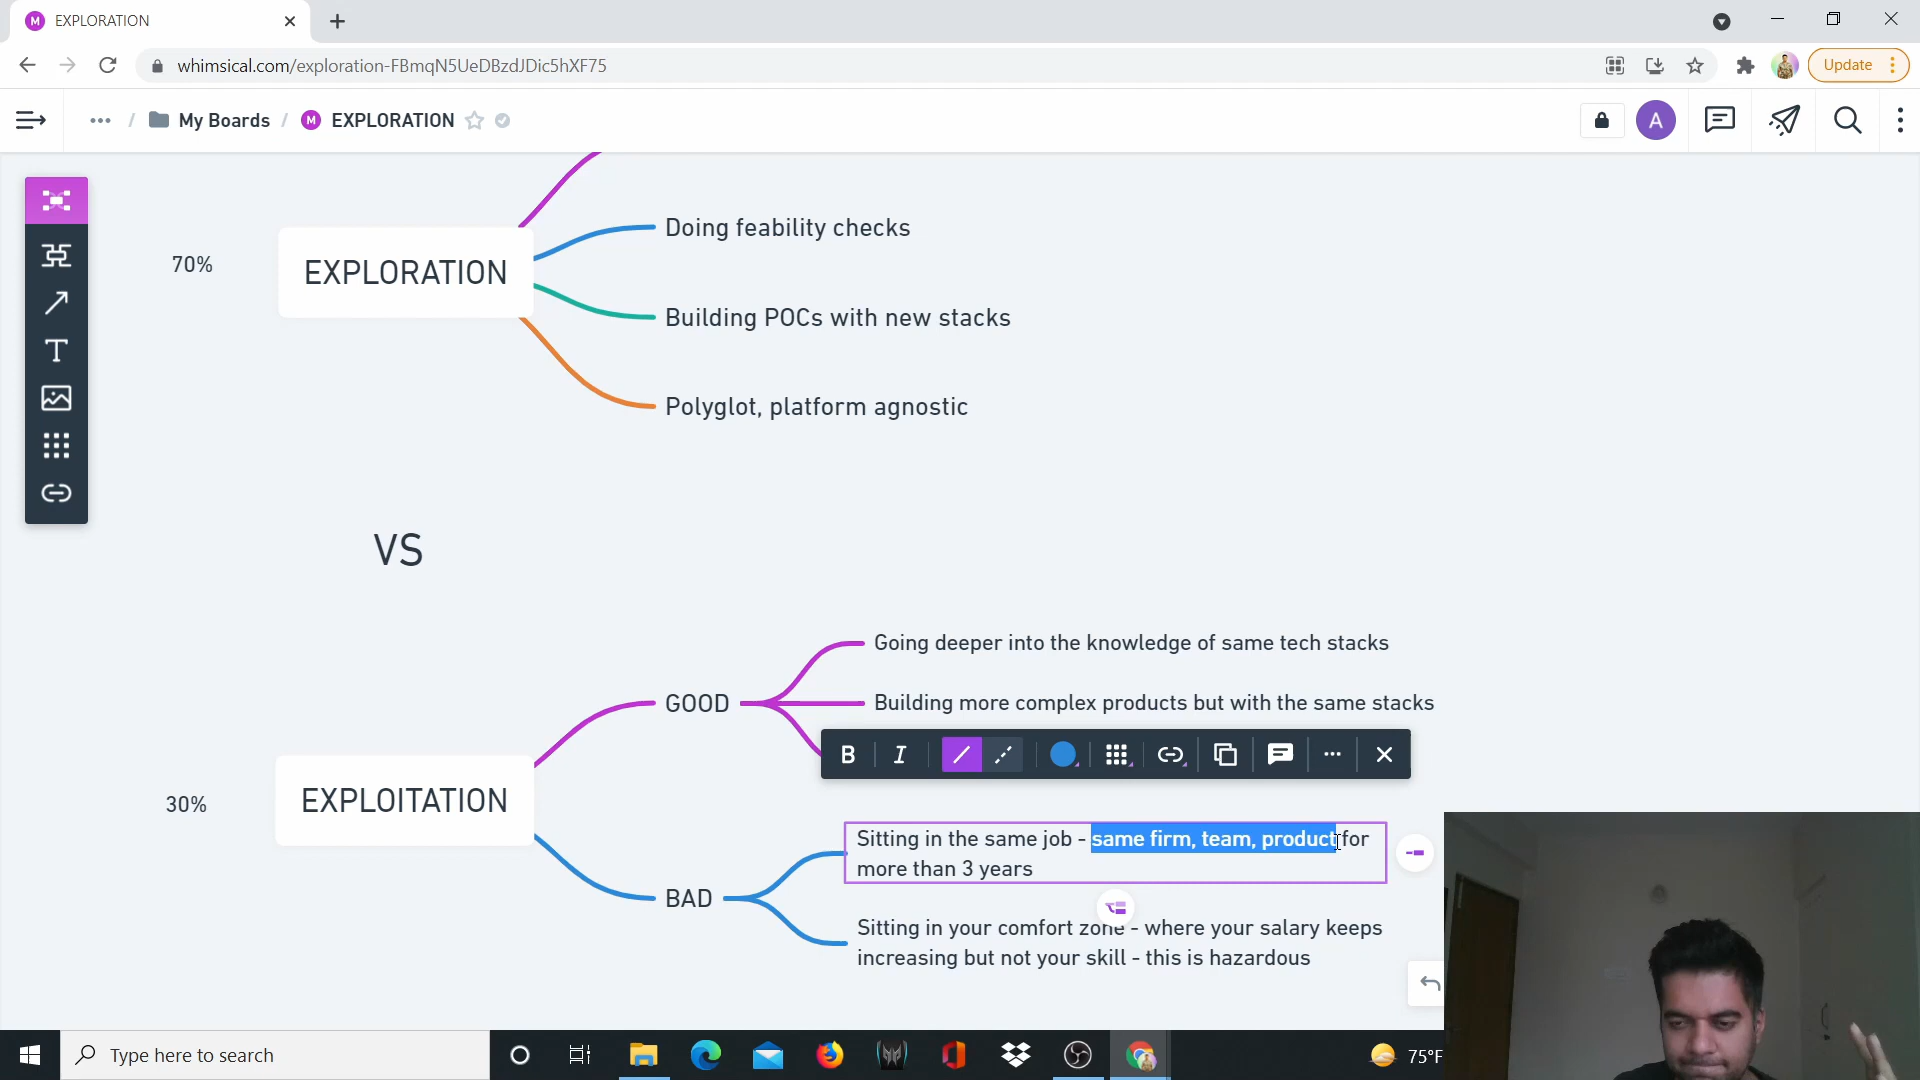 EXPLORATION
whimsical.com/exploration-FBmqN5UeDBzdJDic5hXF75
Update
... / My Boards / M EXPLORATION
A
70%
EXPLORATION
Doing feability checks
Building POCs with new stacks
Polyglot, platform agnostic
VS
30%
EXPLOITATION
GOOD
Going deeper into the knowledge of same tech stacks
Building more complex products but with the same stacks
B I
BAD
Sitting in the same job - same firm, team, product for
more than 3 years
Sitting in your comfort zone - where your salary keeps
increasing but not your skill - this is hazardous
Type here to search
75°F